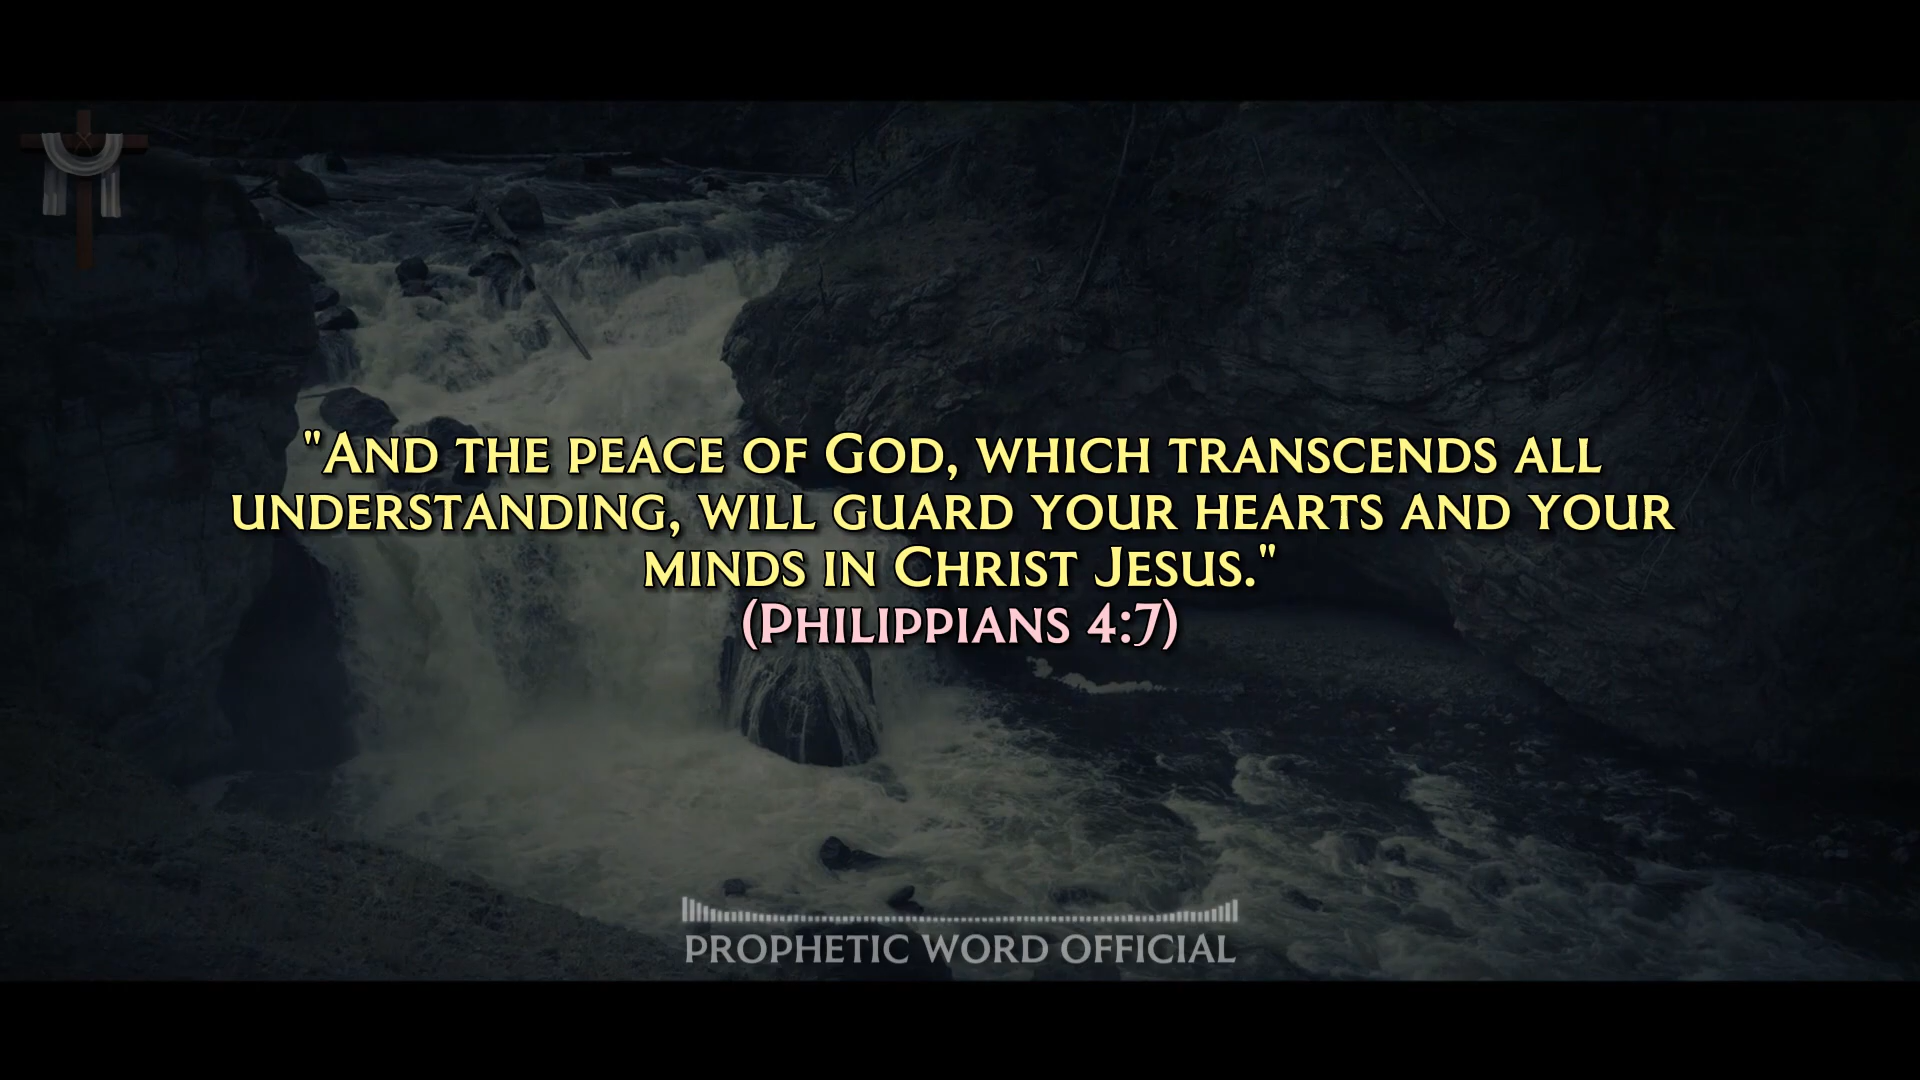 "And the peace of God, which transcends all
understanding, will guard your hearts and your
minds in Christ Jesus."
(Philippians 4:7)
PROPHETIC WORD OFFICIAL